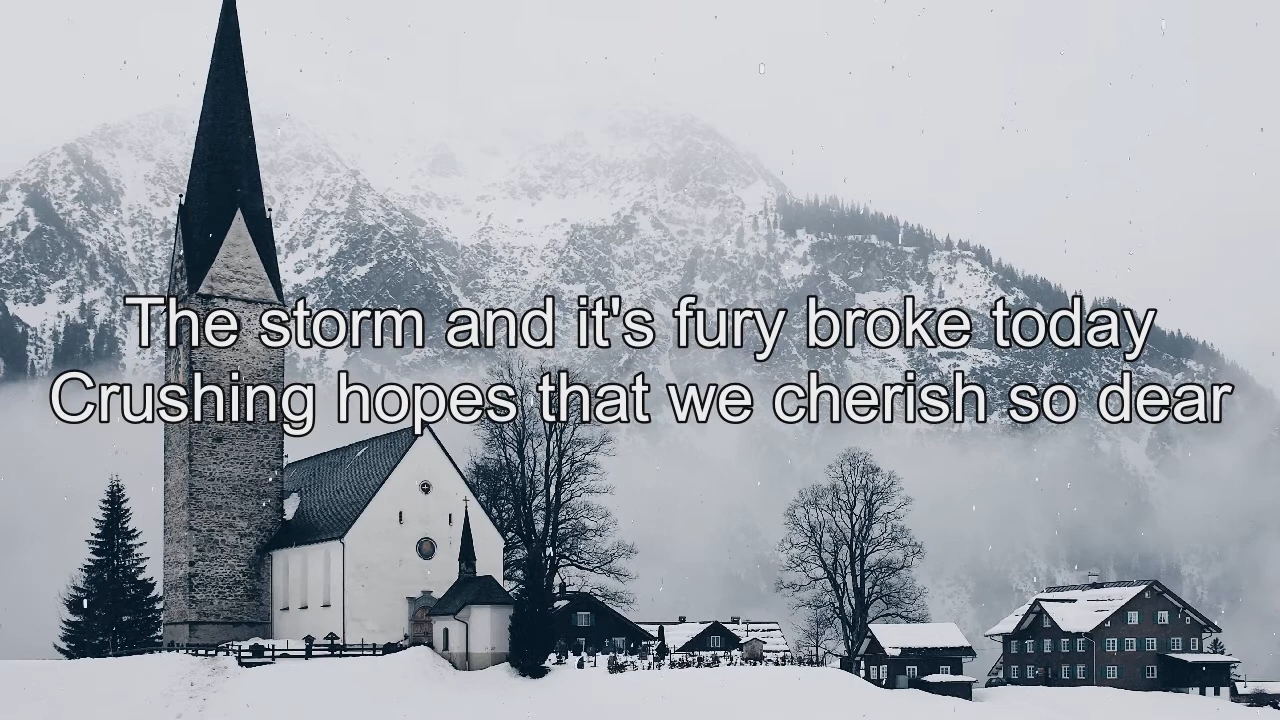 The storm and it's fury broke today
Crushing hopes that we cherish so dear